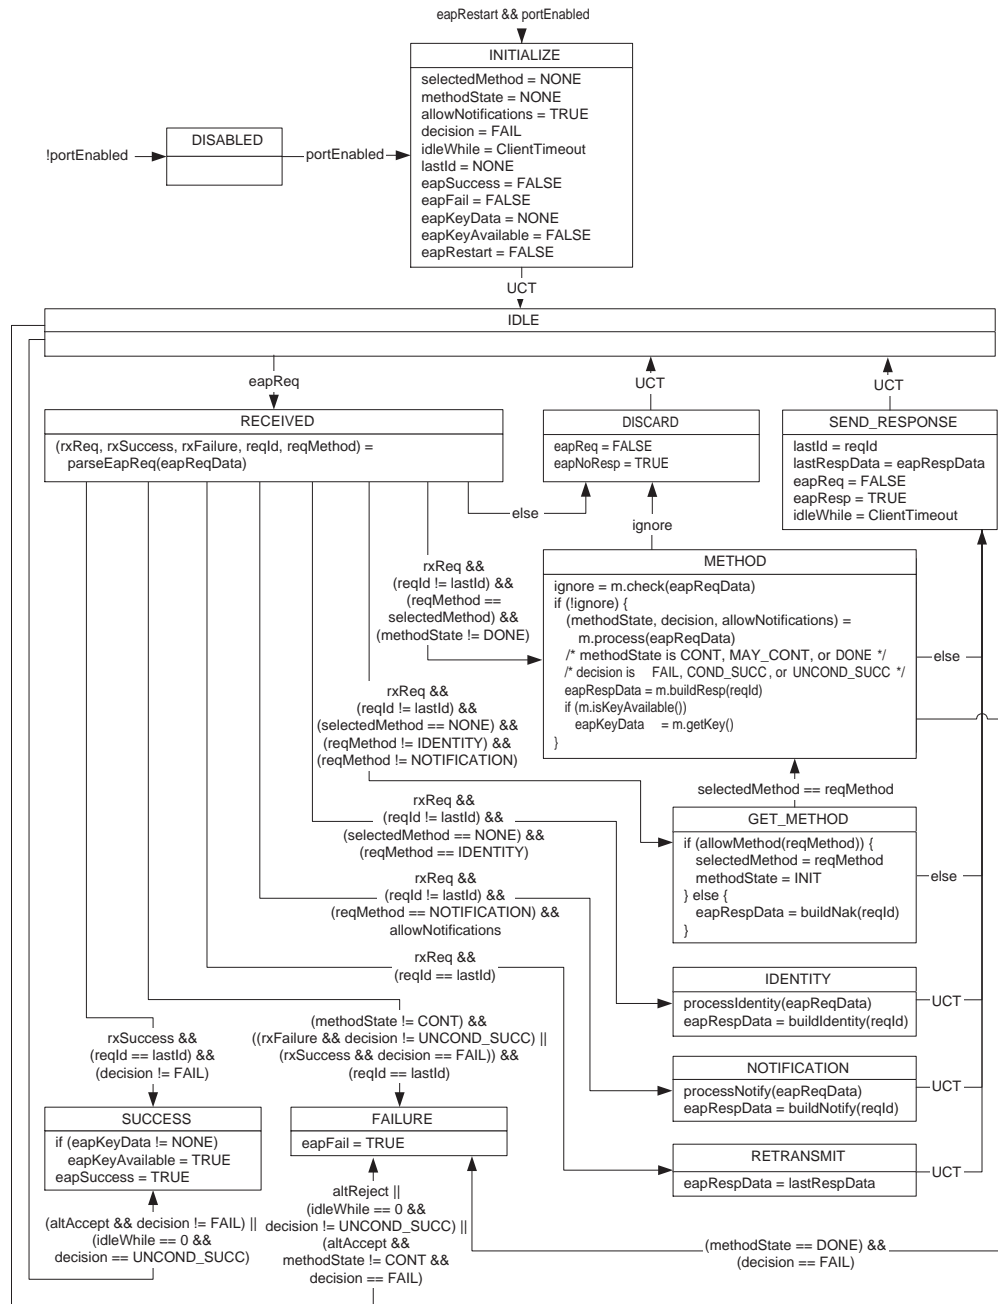 eapRestart && portEnabled
INITIALIZE
selectedMethod = NONE
methodState = NONE
allowNotifications = TRUE
decision = FAIL
idleWhile = ClientTimeout
lastId = NONE
eapSuccess = FALSE
eapFail = FALSE
eapKeyData = NONE
eapKeyAvailable = FALSE
eapRestart = FALSE
!portEnabled
DISABLED
portEnabled
UCT
IDLE
eapReq
UCT
UCT
RECEIVED
(rxReq, rxSuccess, rxFailure, reqId, reqMethod) =
parseEapReq(eapReqData)
DISCARD
eapReq = FALSE
eapNoResp = TRUE
SEND_RESPONSE
lastId = reqId
lastRespData = eapRespData
eapReq = FALSE
eapResp = TRUE
idleWhile = ClientTimeout
else
ignore
rxReq &&
(reqId != lastId) &&
(reqMethod ==
selectedMethod) &&
(methodState != DONE)
METHOD
ignore = m.check(eapReqData)
if (!ignore) {
(methodState, decision, allowNotifications) =
m.process(eapReqData)
/* methodState is CONT, MAY_CONT, or DONE */
/* decision is FAIL, COND_SUCC, or UNCOND_SUCC */
eapRespData = m.buildResp(reqId)
if (m.isKeyAvailable())
eapKeyData = m.getKey()
}
else
rxReq &&
(reqId != lastId) &&
(selectedMethod == NONE) &&
(reqMethod != IDENTITY) &&
(reqMethod != NOTIFICATION)
selectedMethod == reqMethod
rxReq &&
(reqId != lastId) &&
(selectedMethod == NONE) &&
(reqMethod == IDENTITY)
GET_METHOD
if (allowMethod(reqMethod)) {
selectedMethod = reqMethod
methodState = INIT
} else {
eapRespData = buildNak(reqId)
}
else
rxReq &&
(reqId != lastId) &&
(reqMethod == NOTIFICATION) &&
allowNotifications
rxReq &&
(reqId == lastId)
IDENTITY
processIdentity(eapReqData)
eapRespData = buildIdentity(reqId)
UCT
rxSuccess &&
(reqId == lastId) &&
(decision != FAIL)
(methodState != CONT) &&
((rxFailure && decision != UNCOND_SUCC) ||
(rxSuccess && decision == FAIL)) &&
(reqId == lastId)
NOTIFICATION
processNotify(eapReqData)
eapRespData = buildNotify(reqId)
UCT
SUCCESS
if (eapKeyData != NONE)
eapKeyAvailable = TRUE
eapSuccess = TRUE
FAILURE
eapFail = TRUE
RETRANSMIT
eapRespData = lastRespData
UCT
(altAccept && decision != FAIL) ||
(idleWhile == 0 &&
decision == UNCOND_SUCC)
altReject ||
(idleWhile == 0 &&
decision != UNCOND_SUCC) ||
(altAccept &&
methodState != CONT &&
decision == FAIL)
(methodState == DONE) &&
(decision == FAIL)